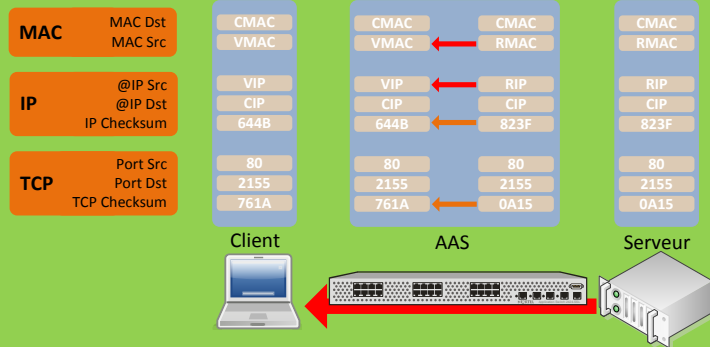 MAC
MAC Dst
MAC Src
CMAC
VMAC
CMAC
VMAC
CMAC
RMAC
CMAC
RMAC
IP
@IP Src
@IP Dst
IP Checksum
VIP
CIP
644B
VIP
CIP
644B
RIP
CIP
823F
RIP
CIP
823F
TCP
Port Src
Port Dst
TCP Checksum
80
2155
761A
80
2155
761A
80
2155
0A15
80
2155
0A15
Client
AAS
Serveur